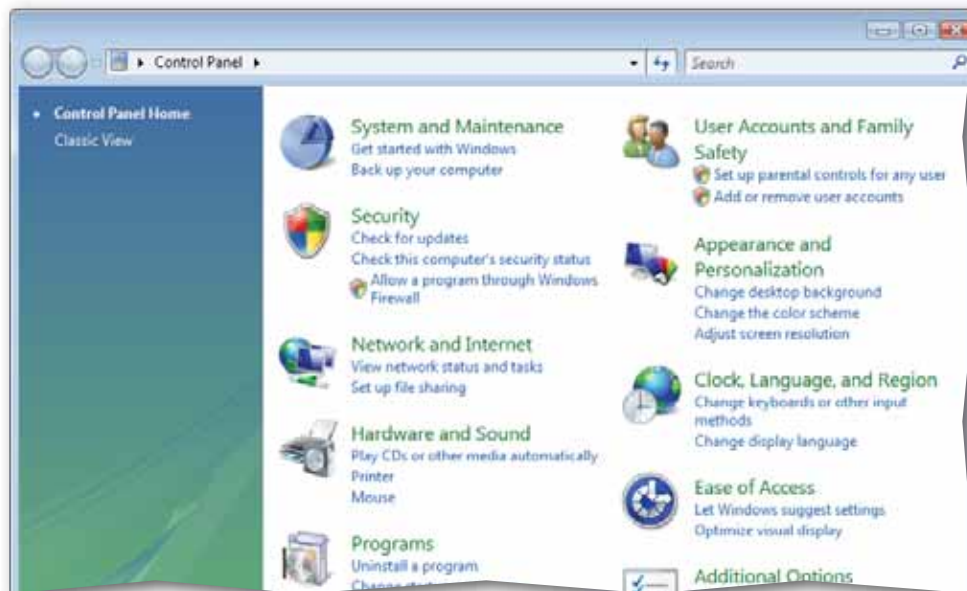 Control Panel
Search
Control Panel Home
Classic View
System and Maintenance
Get started with Windows
Back up your computer
Security
Check for updates
Check this computer's security status
Allow a program through Windows
Firewall
Network and Internet
View network status and tasks
Set up file sharing
Hardware and Sound
Play CDs or other media automatically
Printer
Mouse
Programs
Uninstall a program
Change
User Accounts and Family
Safety
Set up parental controls for any user
Add or remove user accounts
Appearance and
Personalization
Change desktop background
Change the color scheme
Adjust screen resolution
Clock, Language, and Region
Change keyboards or other input
methods
Change display language
Ease of Access
Let Windows suggest settings
Optimize visual display
Additional Options